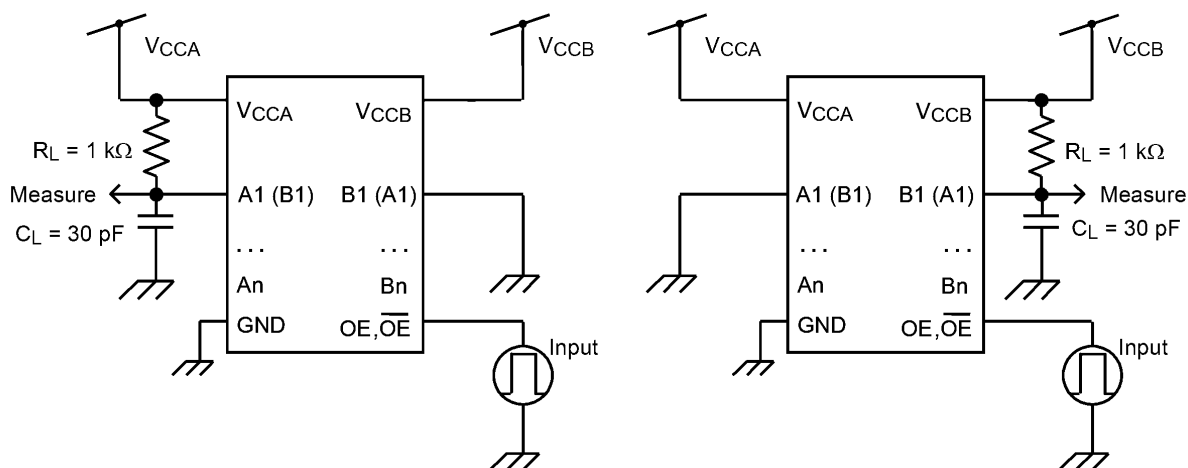 VCCA
VCCB
VCCA
VCCB
RL = 1 kΩ
Measure
A1 (B1)
B1 (A1)
CL = 30 pF
...
...
An
Bn
GND
OE,OE
Input
VCCA
VCCB
VCCA
VCCB
RL = 1 kΩ
A1 (B1)
B1 (A1)
Measure
CL = 30 pF
...
...
An
Bn
GND
OE,OE
Input